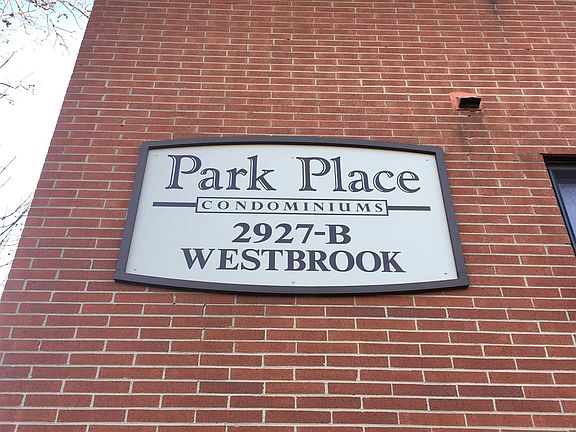 Park Place
CONDOMINIUMS
2927-B
WESTBROOK